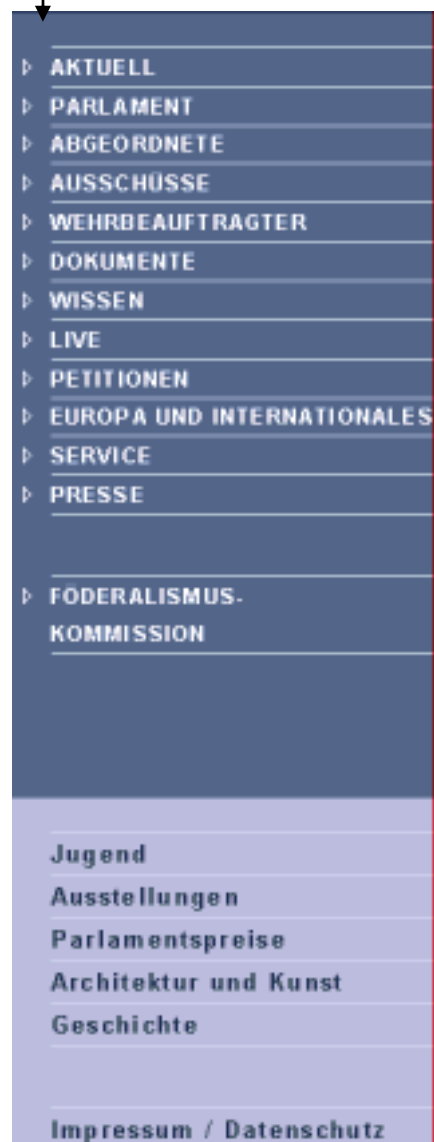 AKTUELL
PARLAMENT
ABGEORDNETE
AUSSCHÜSSE
WEHRBEAUFTRAGTER
DOKUMENTE
WISSEN
LIVE
PETITIONEN
EUROPA UND INTERNATIONALES
SERVICE
PRESSE
FÖDERALISMUS-
KOMMISSION
Jugend
Ausstellungen
Parlamentspreise
Architektur und Kunst
Geschichte
Impressum / Datenschutz